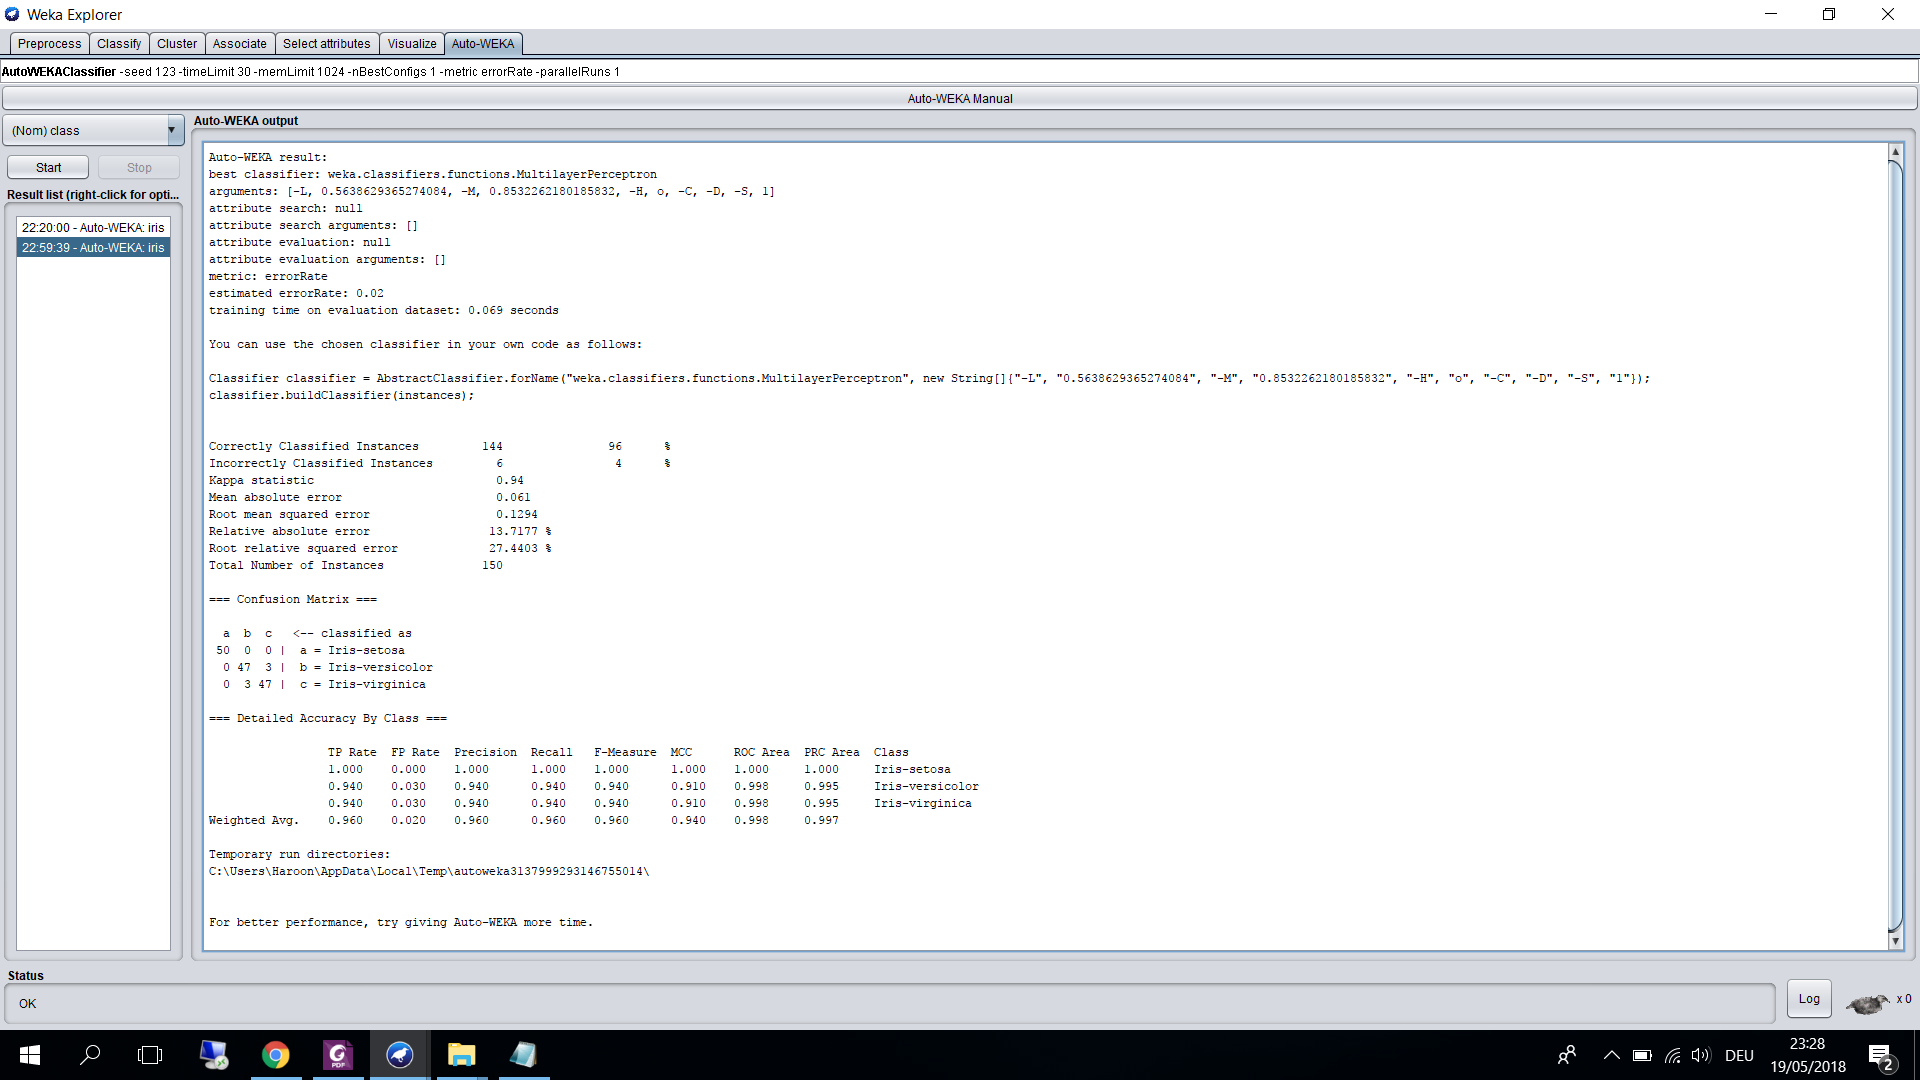 Weka Explorer
Preprocess Classify Cluster Associate Select attributes Visualize Auto-WEKA
AutoWEKAClassifier -seed 123 -timeLimit 30 -memLimit 1024 -nBestConfigs 1 -metric errorRate -parallelRuns 1
Auto-WEKA Manual
(Nom) class
Start Stop
Result list (right-click for opti...
22:20:00 - Auto-WEKA: iris
22:59:39 - Auto-WEKA: iris
Auto-WEKA output
Auto-WEKA result:
best classifier: weka.classifiers.functions.MultilayerPerceptron
arguments: [-L, 0.5638629365274084, -M, 0.8532262180185832, -H, o, -C, -D, -S, 1]
attribute search: null
attribute search arguments: []
attribute evaluation: null
attribute evaluation arguments: []
metric: errorRate
estimated errorRate: 0.02
training time on evaluation dataset: 0.069 seconds
You can use the chosen classifier in your own code as follows:
Classifier classifier = AbstractClassifier.forName("weka.classifiers.functions.MultilayerPerceptron", new String[]{"-L", "0.5638629365274084", "-M", "0.8532262180185832", "-H", "o", "-C", "-D", "-S", "1"});
classifier.buildClassifier(instances);
Correctly Classified Instances 144 96 %
Incorrectly Classified Instances 6 4 %
Kappa statistic 0.94
Mean absolute error 0.061
Root mean squared error 0.1294
Relative absolute error 13.7177 %
Root relative squared error 27.4403 %
Total Number of Instances 150
=== Confusion Matrix ===
a b c <-- classified as
50 0 0 | a = Iris-setosa
0 47 3 | b = Iris-versicolor
0 3 47 | c = Iris-virginica
=== Detailed Accuracy By Class ===
TP Rate FP Rate Precision Recall F-Measure MCC ROC Area PRC Area Class
1.000 0.000 1.000 1.000 1.000 1.000 1.000 1.000 Iris-setosa
0.940 0.030 0.940 0.940 0.940 0.910 0.998 0.995 Iris-versicolor
0.940 0.030 0.940 0.940 0.940 0.910 0.998 0.995 Iris-virginica
Weighted Avg. 0.960 0.020 0.960 0.960 0.960 0.940 0.998 0.997
Temporary run directories:
C:\Users\Haroon\AppData\Local\Temp\autoweka3137999293146755014\
For better performance, try giving Auto-WEKA more time.
Status
OK
Log
x 0
PDF
DEU
23:28
19/05/2018
2